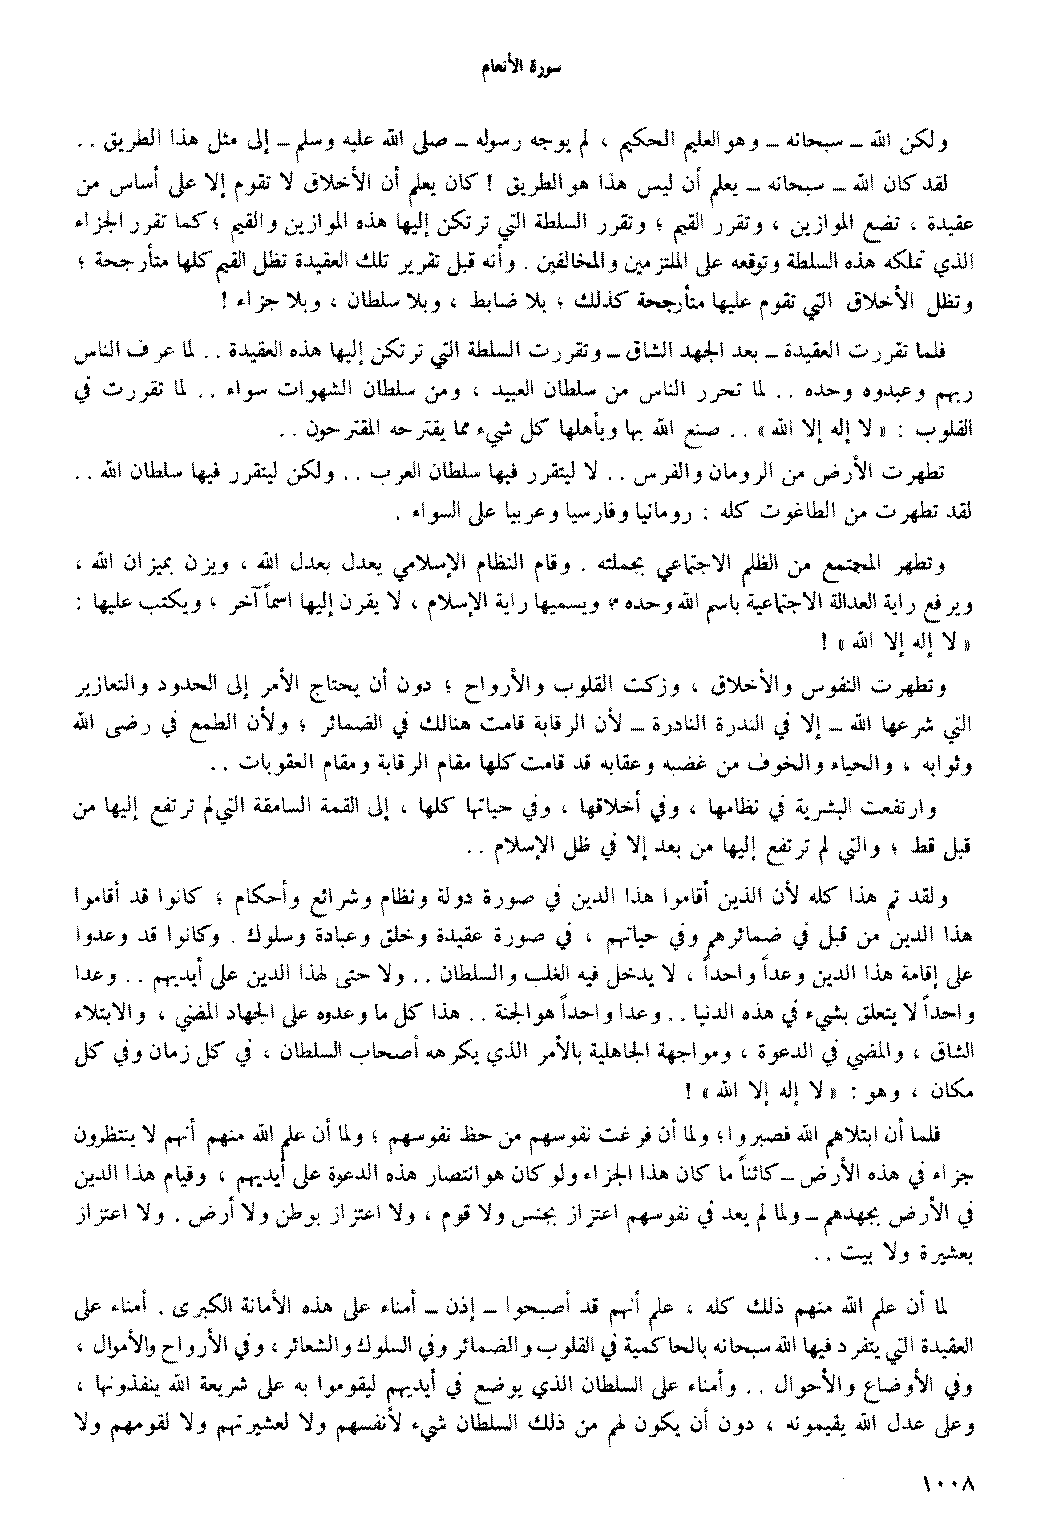 سورة الأنعام
ولكن الله – سبحانه – وهو العليم الحكيم ، لم يوجه رسوله – صلى الله عليه وسلم – إلى مثل هذا الطريق . .
لقد كان الله – سبحانه – يعلم أن ليس هذا هو الطريق ! كان يعلم أن الأخلاق لا تقوم إلا على أساس من
عقيدة ، تضع الموازين ، وتقرر القيم ؛ وتقرر السلطة التي ترتكن إليها هذه الموازين والقيم ؛ كما تقرر الجزاء
الذي تملكه هذه السلطة وتوقعه على الملتزمين والمخالفين . وأنه قبل تقرير تلك العقيدة تظل القيم كلها متأرجحة ؛
وتظل الأخلاق التي تقوم عليها متأرجحة كذلك ؛ بلا ضابط ، وبلا سلطان ، وبلا جزاء !
فلما تقررت العقيدة – بعد الجهد الشاق – وتقررت السلطة التي ترتكن إليها هذه العقيدة . . لما عرف الناس
ربهم وعبدوه وحده . . لما تحرر الناس من سلطان العبيد ، ومن سلطان الشهوات سواء . . لما تقررت في
القلوب : « لا إله إلا الله » . . صنع الله بها وبأهلها كل شيء مما يقترحه المقترحون . .
تطهرت الأرض من الرومان والفرس . . لا ليتقرر فيها سلطان العرب . . ولكن ليتقرر فيها سلطان الله . .
لقد تطهرت من الطاغوت كله : رومانيا وفارسيا وعربيا على السواء .
وتطهر المجتمع من الظلم الاجتماعي بجملته . وقام النظام الإسلامي يعدل بعدل الله ، ويزن بميزان الله ،
ويرفع راية العدالة الاجتماعية باسم الله وحده ؛ ويسميها راية الإسلام ، لا يقرن إليها اسماً آخر ؛ ويكتب عليها :
« لا إله إلا الله » !
وتطهرت النفوس والأخلاق ، وزكت القلوب والأرواح ؛ دون أن يحتاج الأمر إلى الحدود والتعازير
التي شرعها الله – إلا في الندرة النادرة – لأن الرقابة قامت هنالك في الضمائر ؛ ولأن الطمع في رضى الله
وثوابه ، والحياء والخوف من غضبه وعقابه قد قامت كلها مقام الرقابة ومقام العقوبات . .
وارتفعت البشرية في نظامها ، وفي أخلاقها ، وفي حياتها كلها ، إلى القمة السامقة التي لم ترتفع إليها من
قبل قط ؛ والتي لم ترتفع إليها من بعد إلا في ظل الإسلام . .
ولقد تم هذا كله لأن الذين أقاموا هذا الدين في صورة دولة ونظام وشرائع وأحكام ؛ كانوا قد أقاموا
هذا الدين من قبل في ضمائرهم وفي حياتهم ، في صورة عقيدة وخلق وعبادة وسلوك . وكانوا قد وعدوا
على إقامة هذا الدين وعداً واحداً ، لا يدخل فيه الغلب والسلطان . . ولا حتى لهذا الدين على أيديهم . . وعدا
واحداً لا يتعلق بشيء في هذه الدنيا . . وعدا واحداً هو الجنة . . هذا كل ما وعدوه على الجهاد المضني ، والابتلاء
الشاق ، والمضي في الدعوة ، ومواجهة الجاهلية بالأمر الذي يكرهه أصحاب السلطان ، في كل زمان وفي كل
مكان ، وهو : « لا إله إلا الله » !
فلما أن ابتلاهم الله فصبروا ؛ ولما أن فرغت نفوسهم من حظ نفوسهم ؛ ولما أن علم الله منهم أنهم لا ينتظرون
جزاء في هذه الأرض – كائناً ما كان هذا الجزاء ولو كان هو انتصار هذه الدعوة على أيديهم ، وقيام هذا الدين
في الأرض بجهدهم – ولما لم يعد في نفوسهم اعتزاز بجنس ولا قوم ، ولا اعتزاز بوطن ولا أرض . ولا اعتزاز
بعشيرة ولا بيت . .
لما أن علم الله منهم ذلك كله ، علم أنهم قد أصبحوا – إذن – أمناء على هذه الأمانة الكبرى . أمناء على
العقيدة التي يتفرد فيها الله سبحانه بالحاكمية في القلوب والضمائر وفي السلوك والشعائر ، وفي الأرواح والأموال ،
وفي الأوضاع والأحوال . . وأمناء على السلطان الذي يوضع في أيديهم ليقوموا به على شريعة الله ينفذونها ،
وعلى عدل الله يقيمونه ، دون أن يكون لهم من ذلك السلطان شيء لأنفسهم ولا لعشيرتهم ولا لقومهم ولا
١٠٠٨